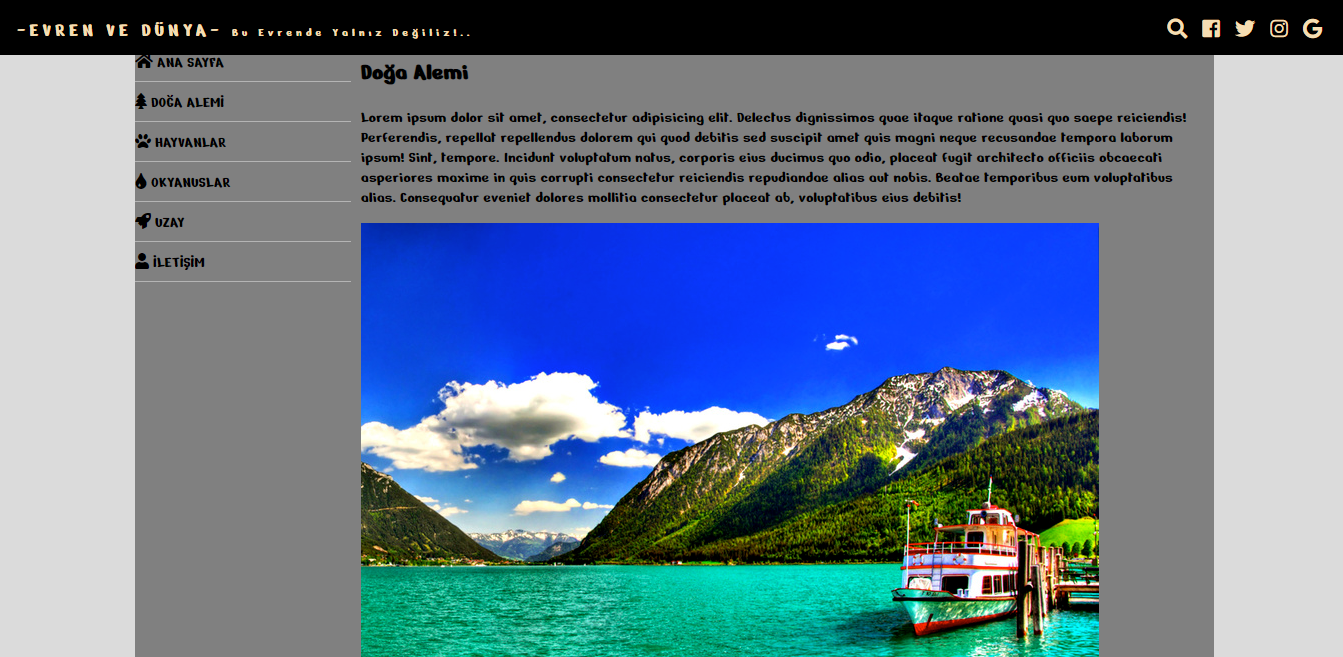 -EVREN VE DÜNYA- Bu Evrende Yalnız Değiliz!..
ANA SAYFA
DOĞA ALEMİ
HAYVANLAR
OKYANUSLAR
UZAY
İLETİŞİM
Doğa Alemi
Lorem ipsum dolor sit amet, consectetur adipisicing elit. Delectus dignissimos quae itaque ratione quasi quo saepe reiciendis!
Perferendis, repellat repellendus dolorem qui quod debitis sed suscipit amet quis magni neque recusandae tempora laborum
ipsum! Sint, tempore. Incidunt voluptatum natus, corporis eius ducimus quo odio, placeat fugit architecto officiis obcaecati
asperiores maxime in quis corrupti consectetur reiciendis repudiandae alias aut nobis. Beatae temporibus eum voluptatibus
alias. Consequatur eveniet dolores mollitia consectetur placeat ab, voluptatibus eius debitis!